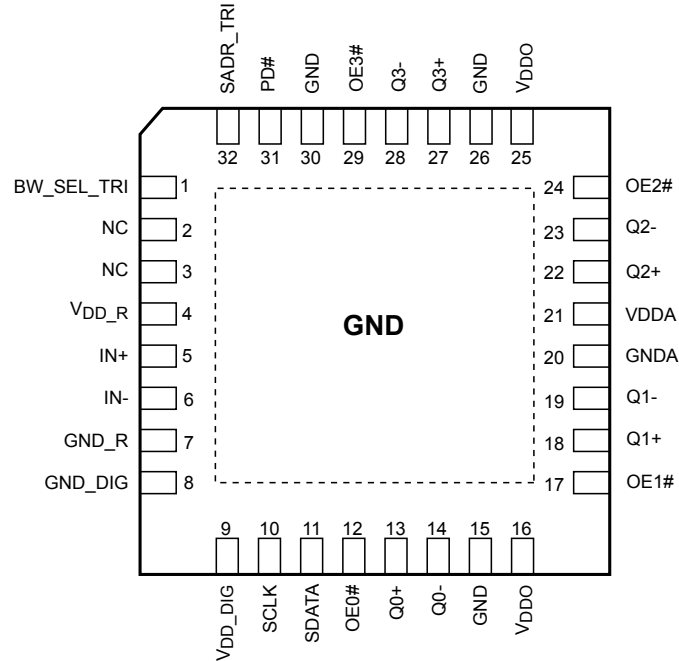 SADR_TRI
PD#
GND
OE3#
Q3-
Q3+
GND
VDDO
32
31
30
29
28
27
26
25
BW_SEL_TRI 1
NC 2
NC 3
VDD_R 4
IN+ 5
IN- 6
GND_R 7
GND_DIG 8
GND
24 OE2#
23 Q2-
22 Q2+
21 VDDA
20 GNDA
19 Q1-
18 Q1+
17 OE1#
9
10
11
12
13
14
15
16
VDD_DIG
SCLK
SDATA
OE0#
Q0+
Q0-
GND
VDDO